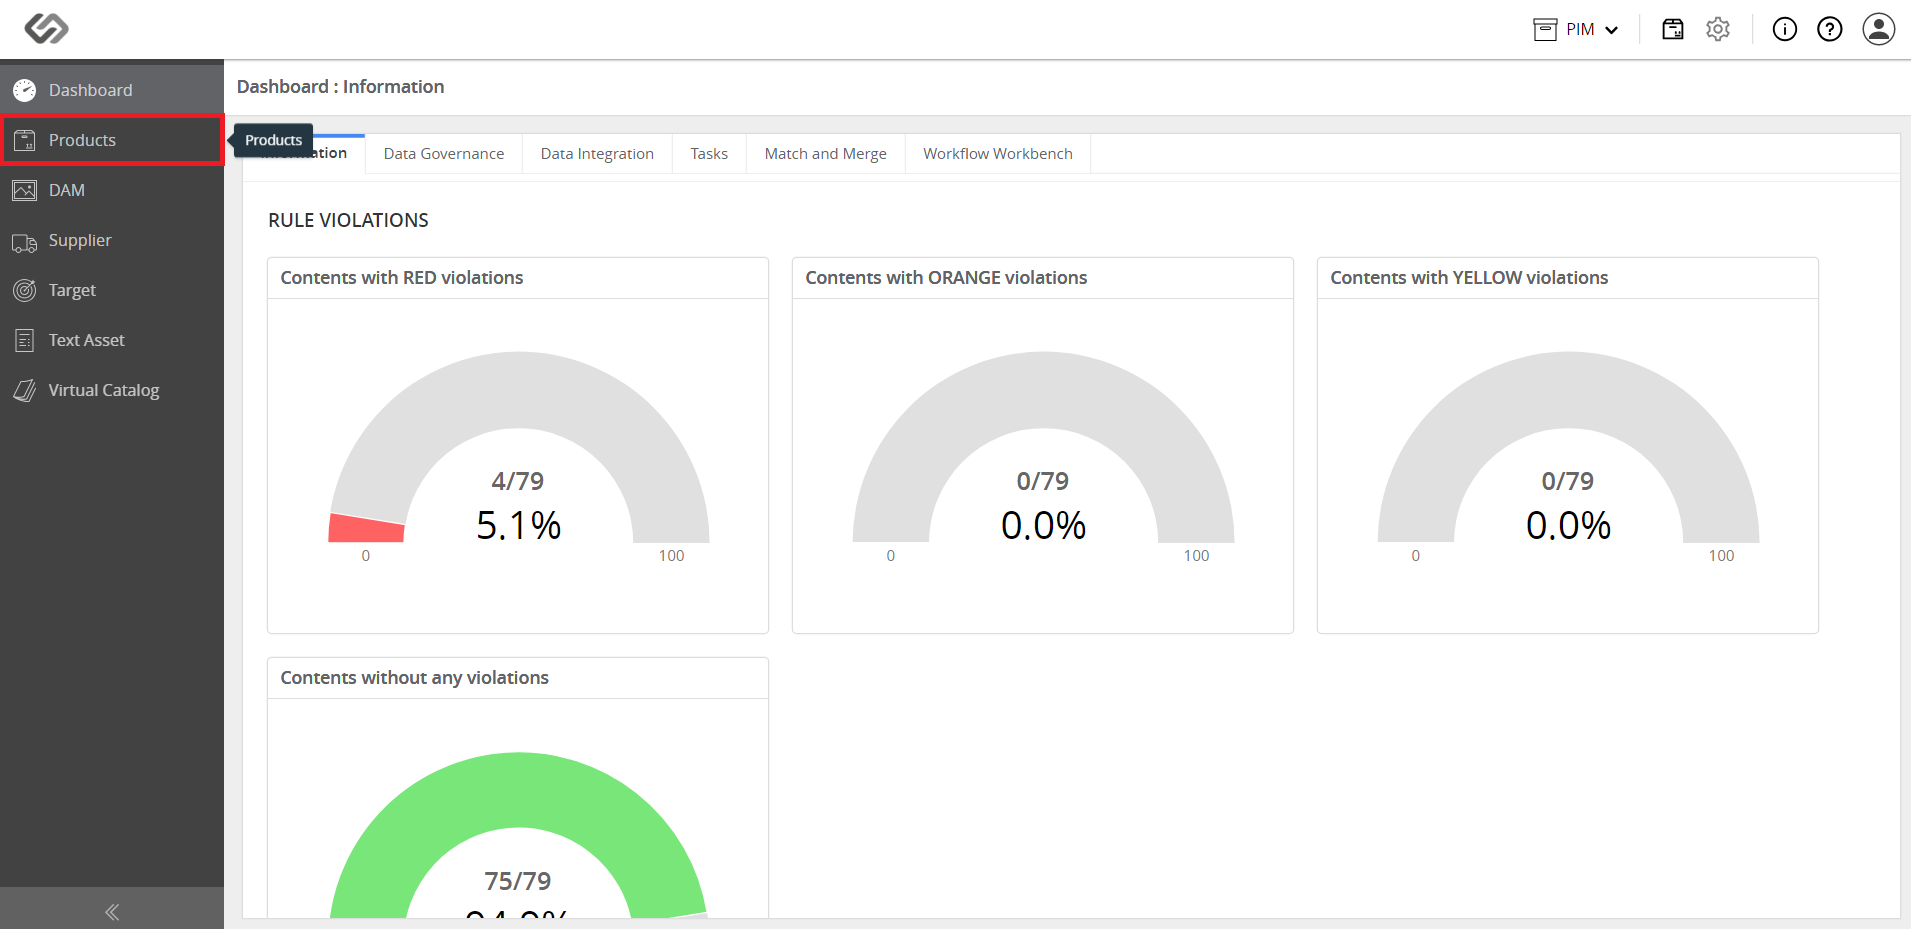 PIM
Dashboard
Products
DAM
Supplier
Target
Text Asset
Virtual Catalog
Dashboard : Information
Products
Data Governance
Data Integration
Tasks
Match and Merge
Workflow Workbench
RULE VIOLATIONS
Contents with RED violations
4/79
5.1%
0
100
Contents with ORANGE violations
0/79
0.0%
0
100
Contents with YELLOW violations
0/79
0.0%
0
100
Contents without any violations
75/79